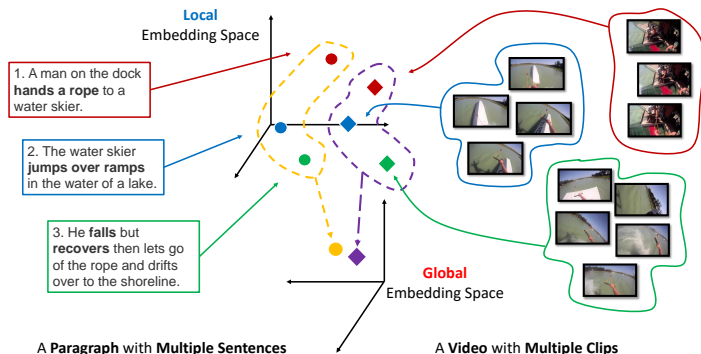 Local
Embedding Space
1. A man on the dock
hands a rope to a
water skier.
2. The water skier
jumps over ramps
in the water of a lake.
3. He falls but
recovers then lets go
of the rope and drifts
over to the shoreline.
Global
Embedding Space
A Paragraph with Multiple Sentences
A Video with Multiple Clips